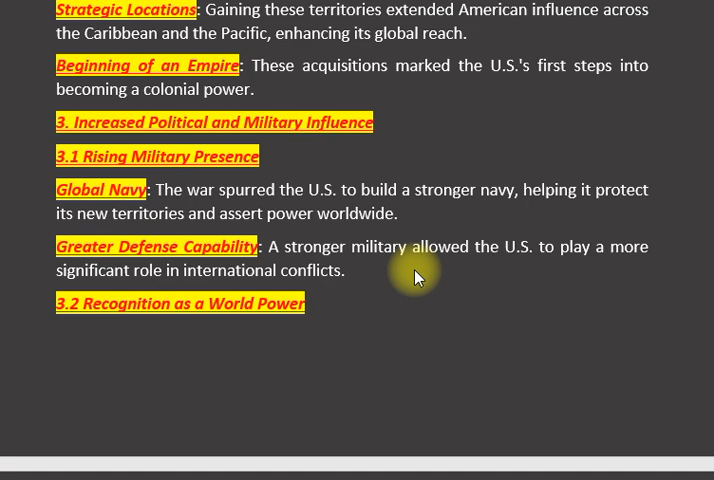 Strategic Locations: Gaining these territories extended American influence across
the Caribbean and the Pacific, enhancing its global reach.
Beginning of an Empire: These acquisitions marked the U.S.'s first steps into
becoming a colonial power.
3. Increased Political and Military Influence
3.1 Rising Military Presence
Global Navy: The war spurred the U.S. to build a stronger navy, helping it protect
its new territories and assert power worldwide.
Greater Defense Capability: A stronger military allowed the U.S. to play a more
significant role in international conflicts.
3.2 Recognition as a World Power